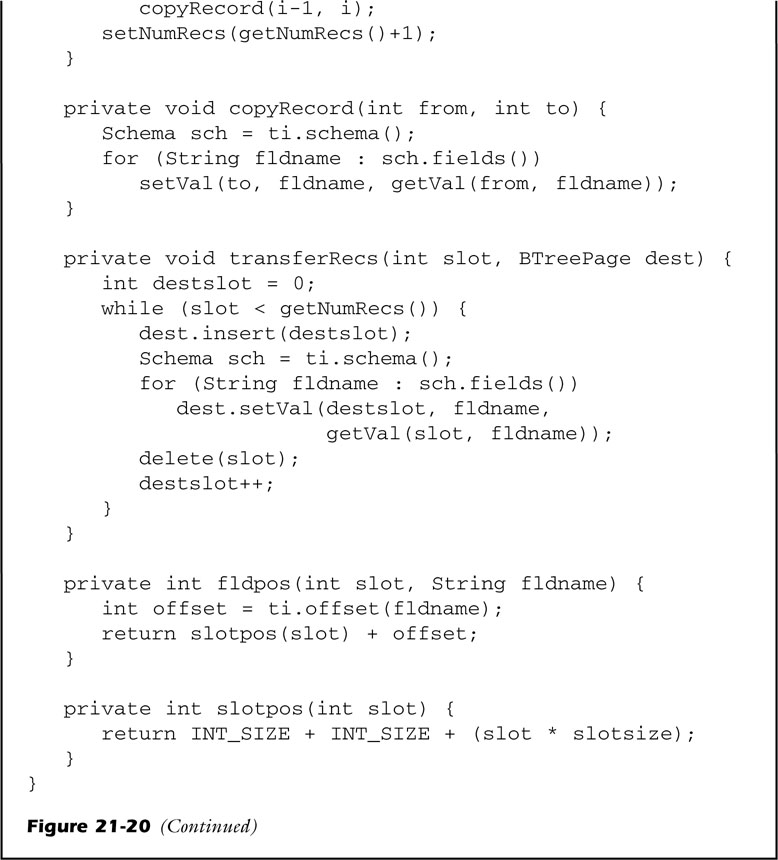 copyRecord(i-1, i);
      setNumRecs(getNumRecs()+1);
   }

   private void copyRecord(int from, int to) {
      Schema sch = ti.schema();
      for (String fldname : sch.fields())
         setVal(to, fldname, getVal(from, fldname));
   }

   private void transferRecs(int slot, BTreePage dest) {
      int destslot = 0;
      while (slot < getNumRecs()) {
         dest.insert(destslot);
         Schema sch = ti.schema();
         for (String fldname : sch.fields())
            dest.setVal(destslot, fldname,
                        getVal(slot, fldname));
         delete(slot);
         destslot++;
      }
   }

   private int fldpos(int slot, String fldname) {
      int offset = ti.offset(fldname);
      return slotpos(slot) + offset;
   }

   private int slotpos(int slot) {
      return INT_SIZE + INT_SIZE + (slot * slotsize);
   }
}
Figure 21-20 (Continued)